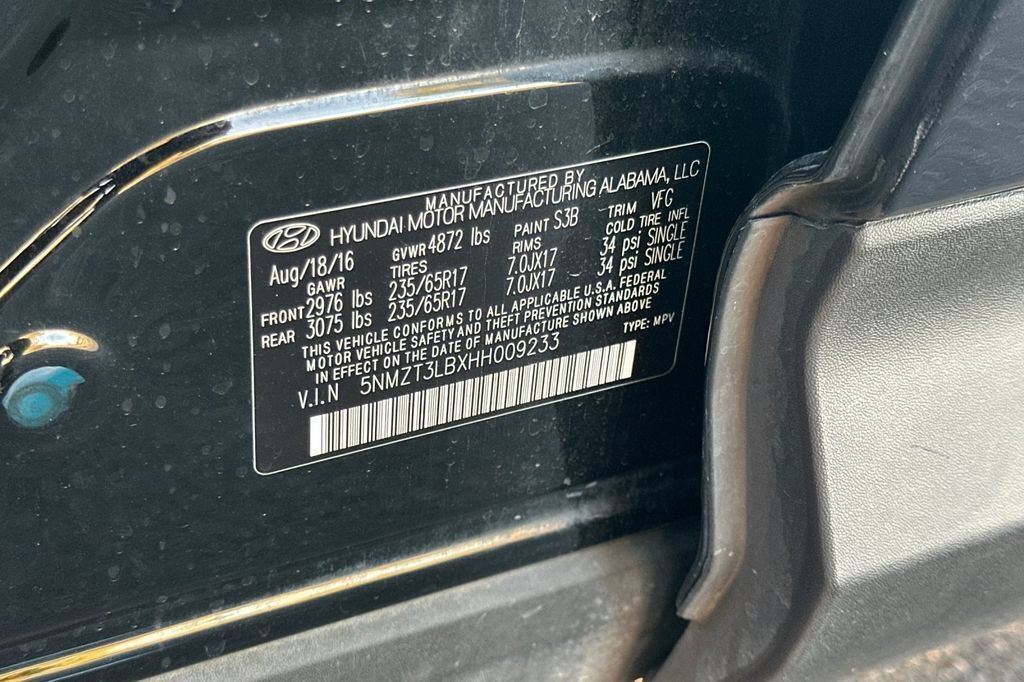 MANUFACTURED BY
HYUNDAI MOTOR MANUFACTURING ALABAMA, LLC
Aug/18/16 GVWR 4872 lbs PAINT S3B TRIM VFG
GAWR TIRES RIMS COLD TIRE INFL
FRONT 2976 lbs 235/65R17 7.0JX17 34 psi SINGLE
REAR 3075 lbs 235/65R17 7.0JX17 34 psi SINGLE
THIS VEHICLE CONFORMS TO ALL APPLICABLE U.S.A. FEDERAL
MOTOR VEHICLE SAFETY AND THEFT PREVENTION STANDARDS
IN EFFECT ON THE DATE OF MANUFACTURE SHOWN ABOVE
V.I.N 5NMZT3LBXHH009233 TYPE: MPV